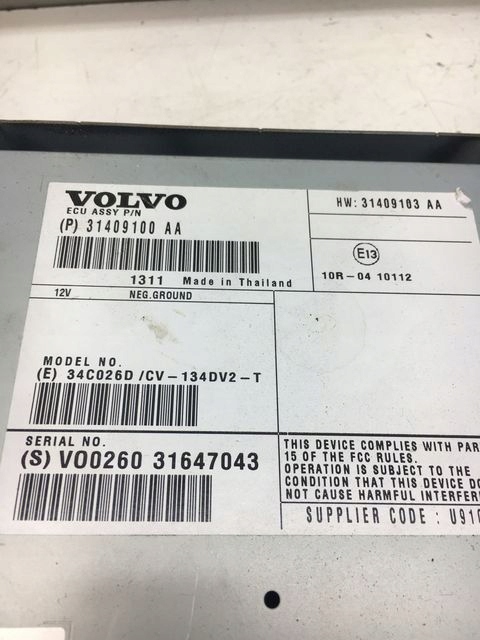 VOLVO
ECU ASSY P/N
(P) 31409100 AA
1311 Made in Thailand
HW: 31409103 AA
E13
10R-04 10112
12V NEG.GROUND
MODEL NO.
(E) 34C026D/CV-134DV2-T
SERIAL NO.
(S) VO0260 31647043
THIS DEVICE COMPLIES WITH PAR
15 OF THE FCC RULES.
OPERATION IS SUBJECT TO THE
CONDITION THAT THIS DEVICE DO
NOT CAUSE HARMFUL INTERFER
SUPPLIER CODE : U910